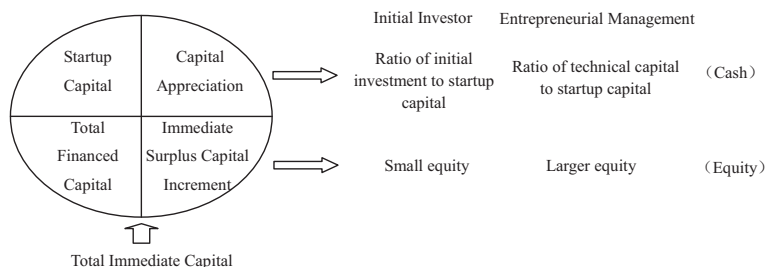 Initial Investor Entrepreneurial Management
Startup
Capital
Capital
Appreciation
Ratio of initial
investment to startup
capital
Ratio of technical capital
to startup capital
（Cash）
Total
Financed
Capital
Immediate
Surplus Capital
Increment
Small equity
Larger equity
（Equity）
Total Immediate Capital